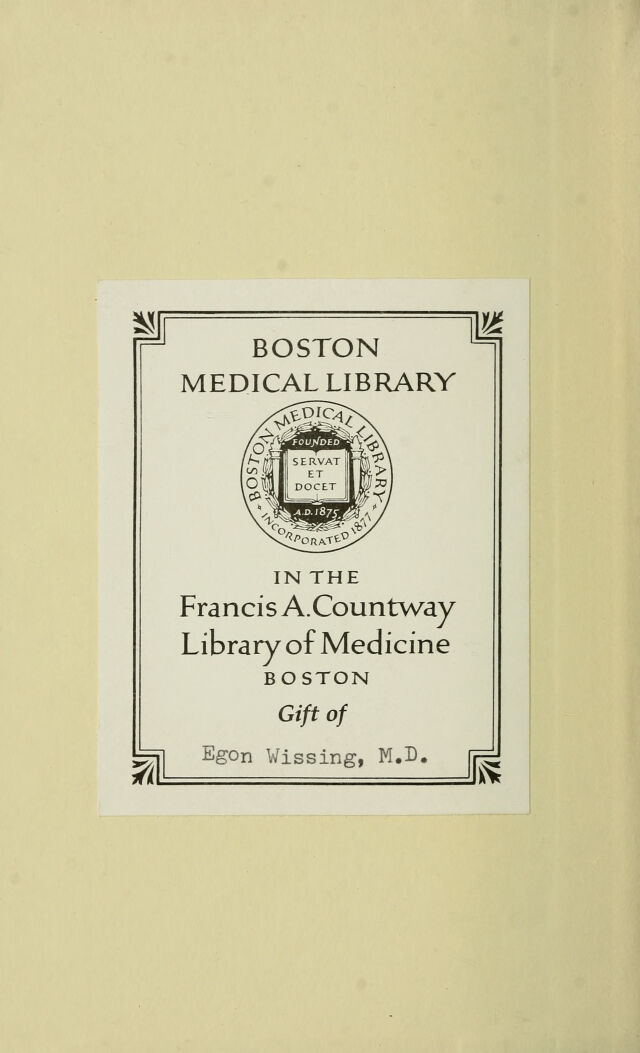 BOSTON
MEDICAL LIBRARY
BOSTON MEDICAL LIBRARY
FOUNDED
SERVAT
ET
DOCET
A.D. 1875
INCORPORATED 1877
IN THE
Francis A. Countway
Library of Medicine
BOSTON
Gift of
Egon Wissing, M.D.